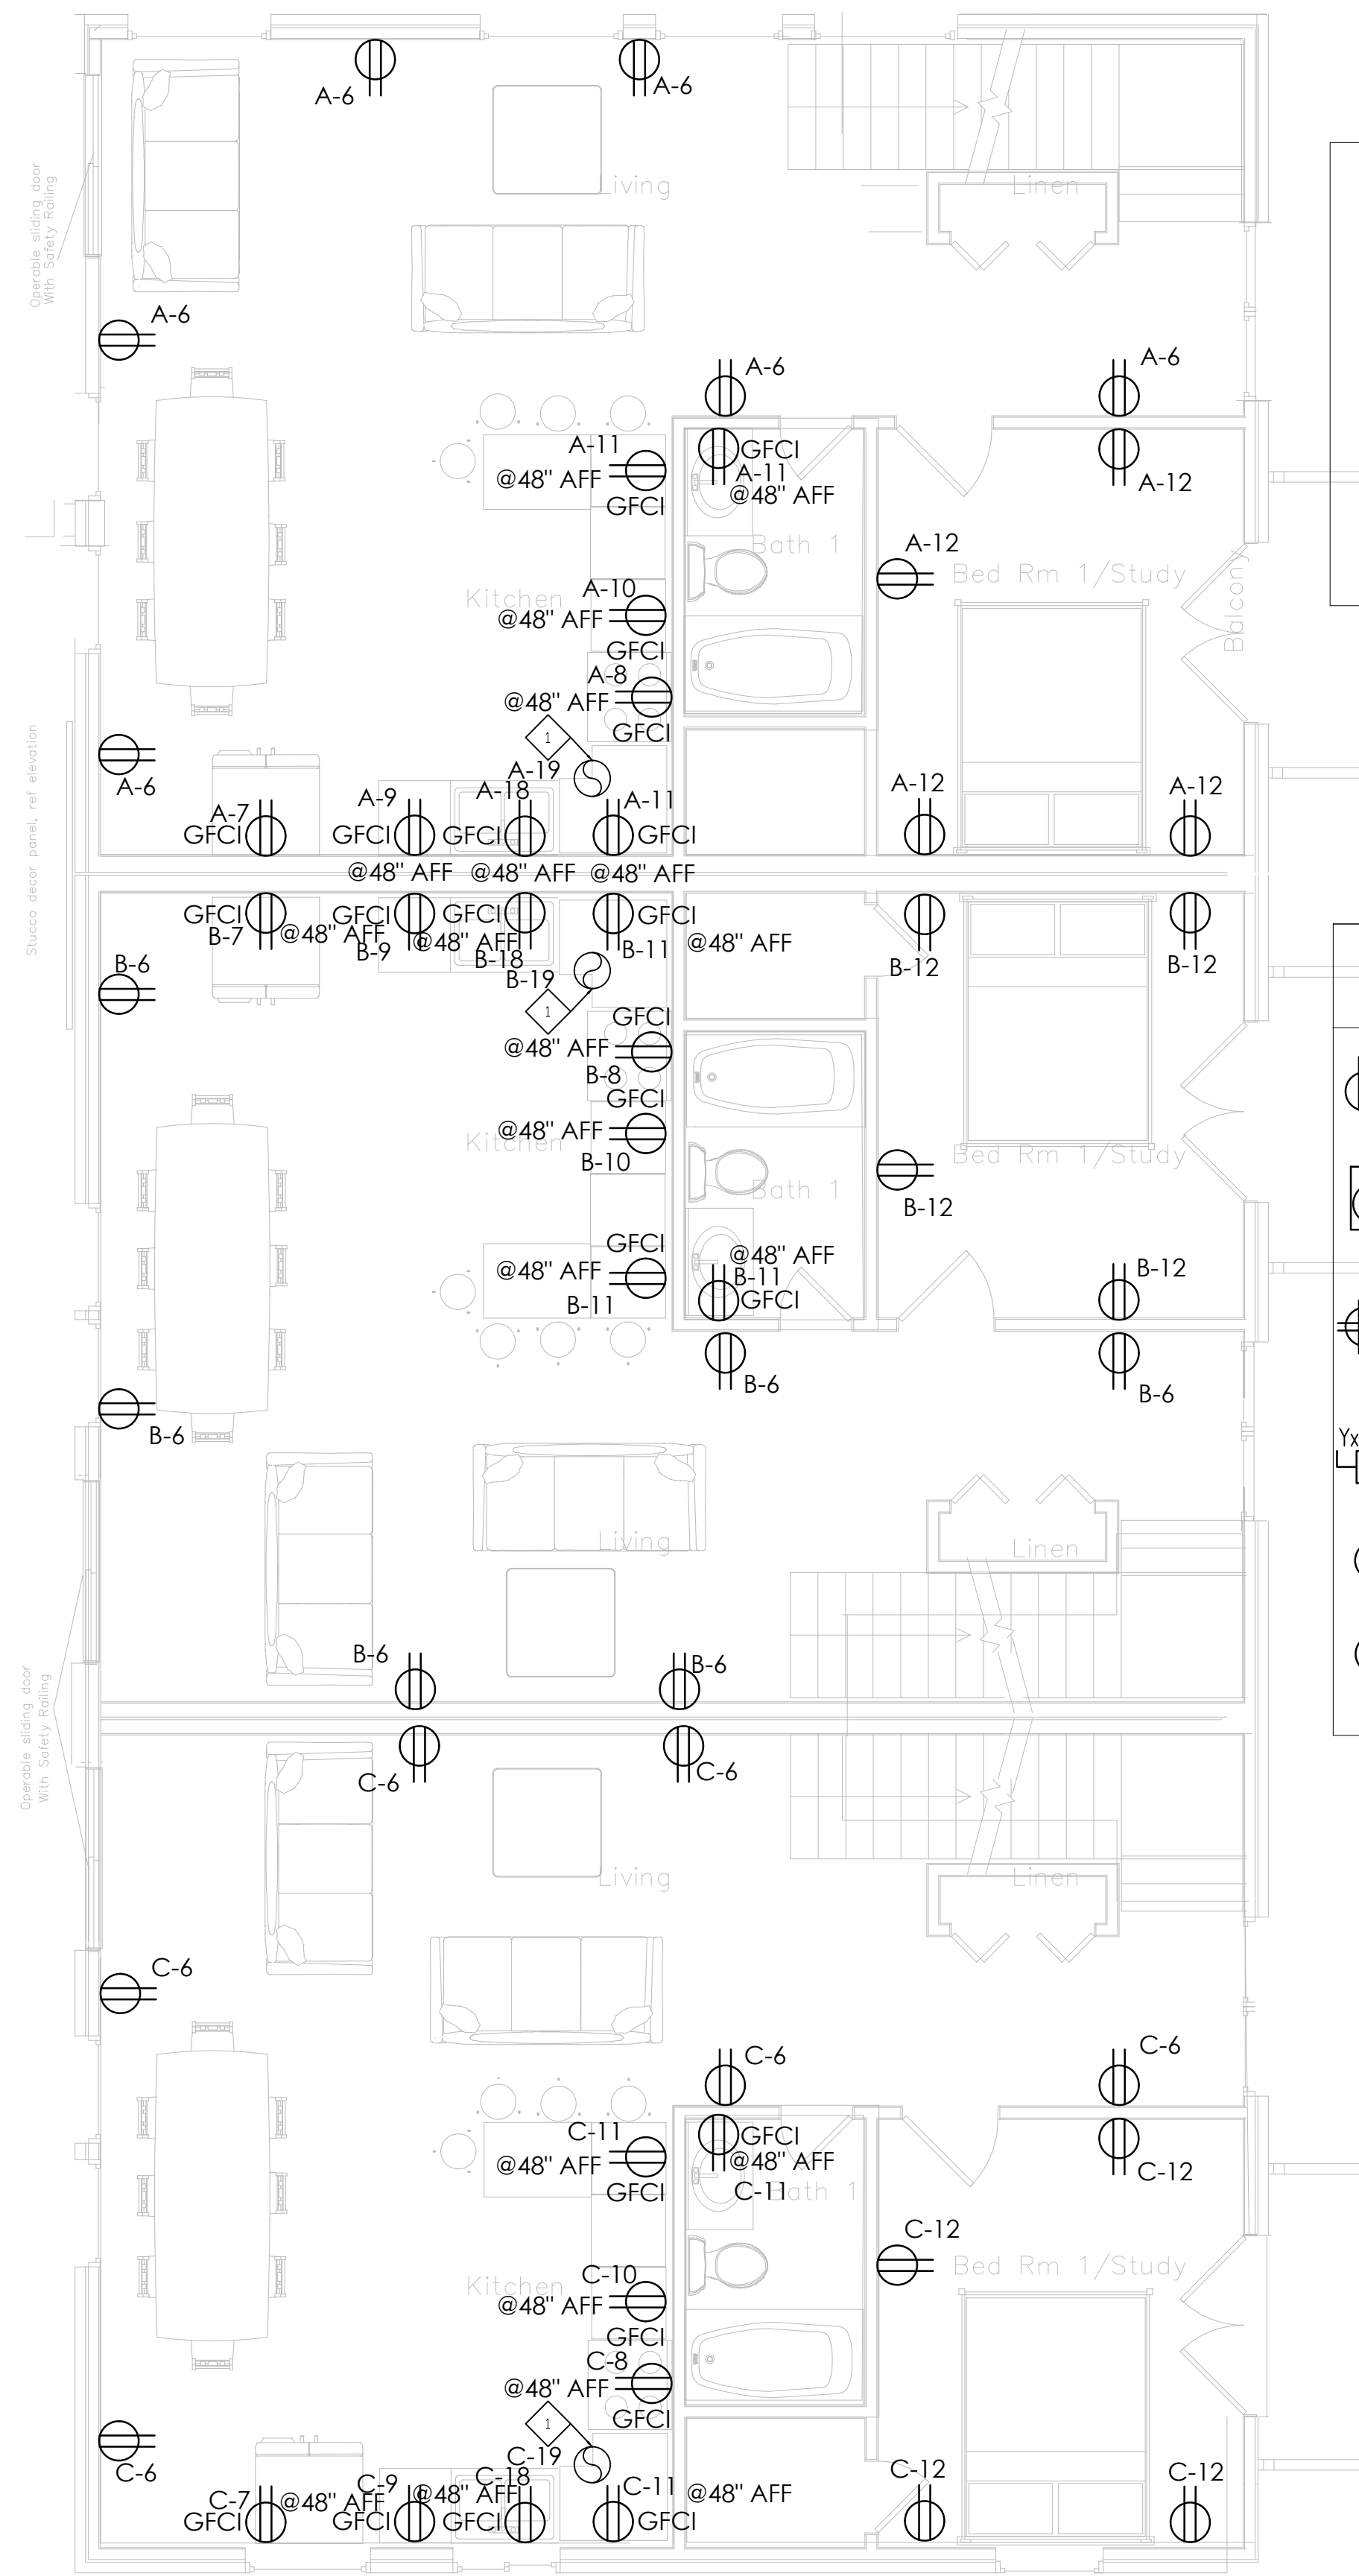 A-6
A-6
Operable sliding door
With Safety Railing
Living
Linen
A-6
A-6
A-6
A-11
@48" AFF
GFCI
GFCI
A-11
@48" AFF
A-12
Bath 1
A-12
Bed Rm 1/Study
Balcony
Kitchen
A-10
@48" AFF
GFCI
A-8
@48" AFF
GFCI
Stucco decor panel, ref elevation
1
A-19
A-6
A-7
GFCI
A-9
GFCI
A-18
GFCI
A-11
GFCI
A-12
A-12
@48" AFF
@48" AFF
@48" AFF
GFCI
B-7
@48" AFF
GFCI
B-9
@48" AFF
GFCI
B-18
GFCI
B-11
@48" AFF
B-12
B-12
B-6
B-19
1
GFCI
@48" AFF
B-8
GFCI
@48" AFF
Kitchen
B-10
Bed Rm 1/Study
Bath 1
B-12
GFCI
@48" AFF
B-11
@48" AFF
B-11
GFCI
B-12
B-6
B-6
B-6
Yx
Living
Linen
Operable sliding door
With Safety Railing
B-6
B-6
C-6
C-6
Living
Linen
C-6
C-6
C-6
C-11
@48" AFF
GFCI
GFCI
@48" AFF
C-11
Bath 1
C-12
C-12
Bed Rm 1/Study
Kitchen
C-10
@48" AFF
GFCI
C-8
@48" AFF
GFCI
1
C-19
C-6
C-7
GFCI
@48" AFF
C-9
GFCI
@48" AFF
C-18
GFCI
C-11
GFCI
@48" AFF
C-12
C-12